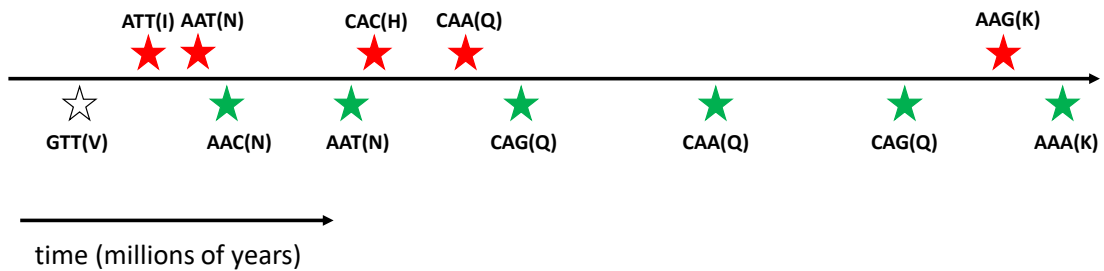 ATT(I) AAT(N) CAC(H) CAA(Q) AAG(K)
GTT(V) AAC(N) AAT(N) CAG(Q) CAA(Q) CAG(Q) AAA(K)
time (millions of years)